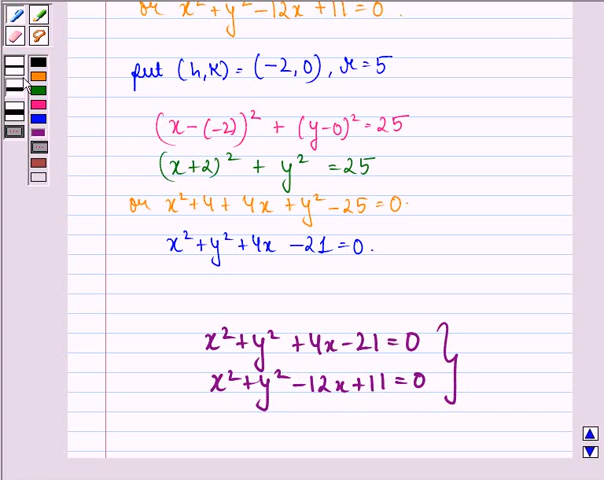 or x²+y²-12x+11=0.
put (h,k)=(-2,0), r=5
(x-(-2))² + (y-0)²=25
(x+2)² + y² =25
or x²+4+4x+y²-25=0.
x²+y²+4x-21=0.
x²+y²+4x-21=0
x²+y²-12x+11=0 }